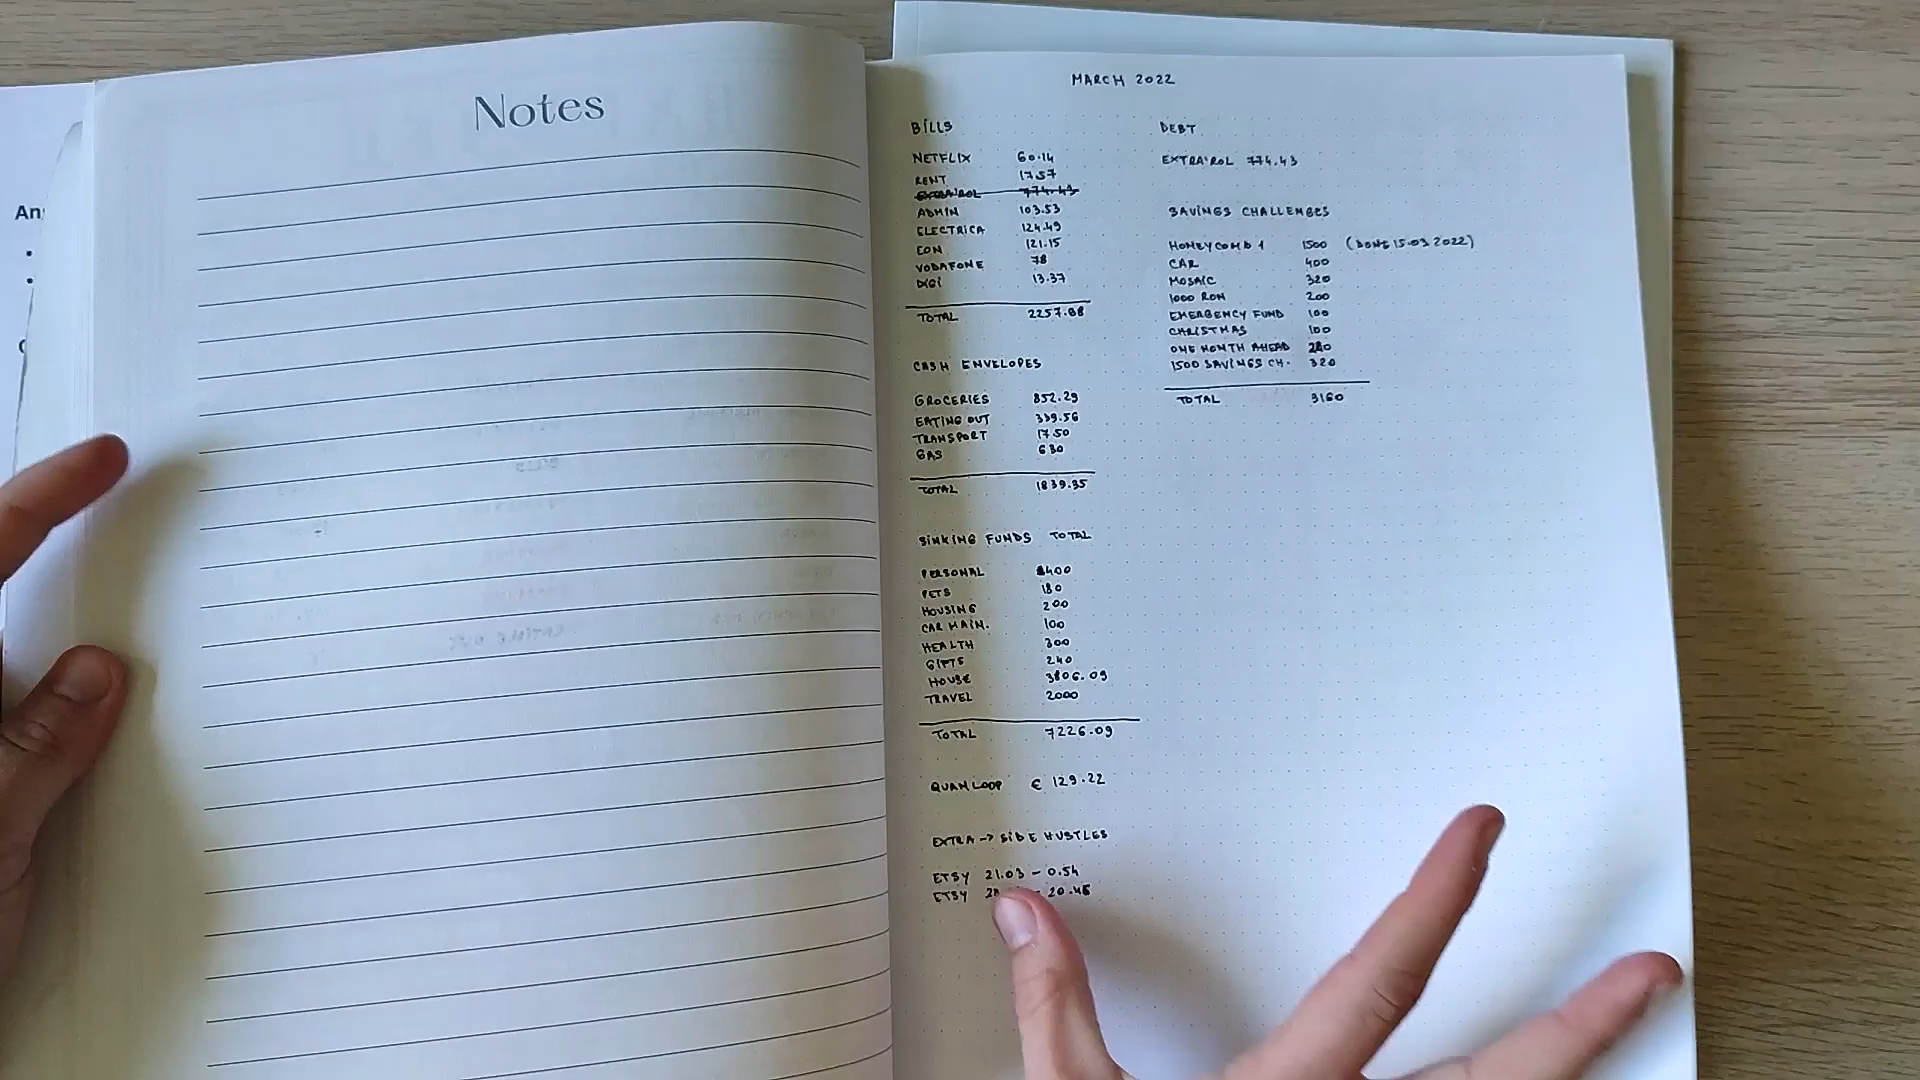 An
Notes
MARCH 2022
BILLS
NETFLIX 60.14
RENT 1757
EXTRA'ROL 774.43
ADMIN 103.53
ELECTRICA 124.49
EON 121.15
VODAFONE 78
DIGI 13.37
TOTAL 2257.68
CASH ENVELOPES
GROCERIES 852.29
EATING OUT 339.56
TRANSPORT 17.50
GAS 630
TOTAL 1839.35
SINKING FUNDS TOTAL
PERSONAL 400
PETS 180
HOUSING 200
CAR MAIN. 100
HEALTH 300
GIFTS 240
HOUSE 3806.09
TRAVEL 2000
TOTAL 7226.09
QUANLOOP € 129.22
EXTRA -> SIDE HUSTLES
ETSY 21.03 - 0.54
ETSY 2 - 20.45
DEBT
EXTRA'ROL 774.43
SAVINGS CHALLENGES
HONEYCOMB 1 1500 (DONE 15.03 2022)
CAR 400
MOSAIC 320
1000 RON 200
EMERGENCY FUND 100
CHRISTMAS 100
ONE MONTH AHEAD
1500 SAVINGS CH. 320
TOTAL 3160